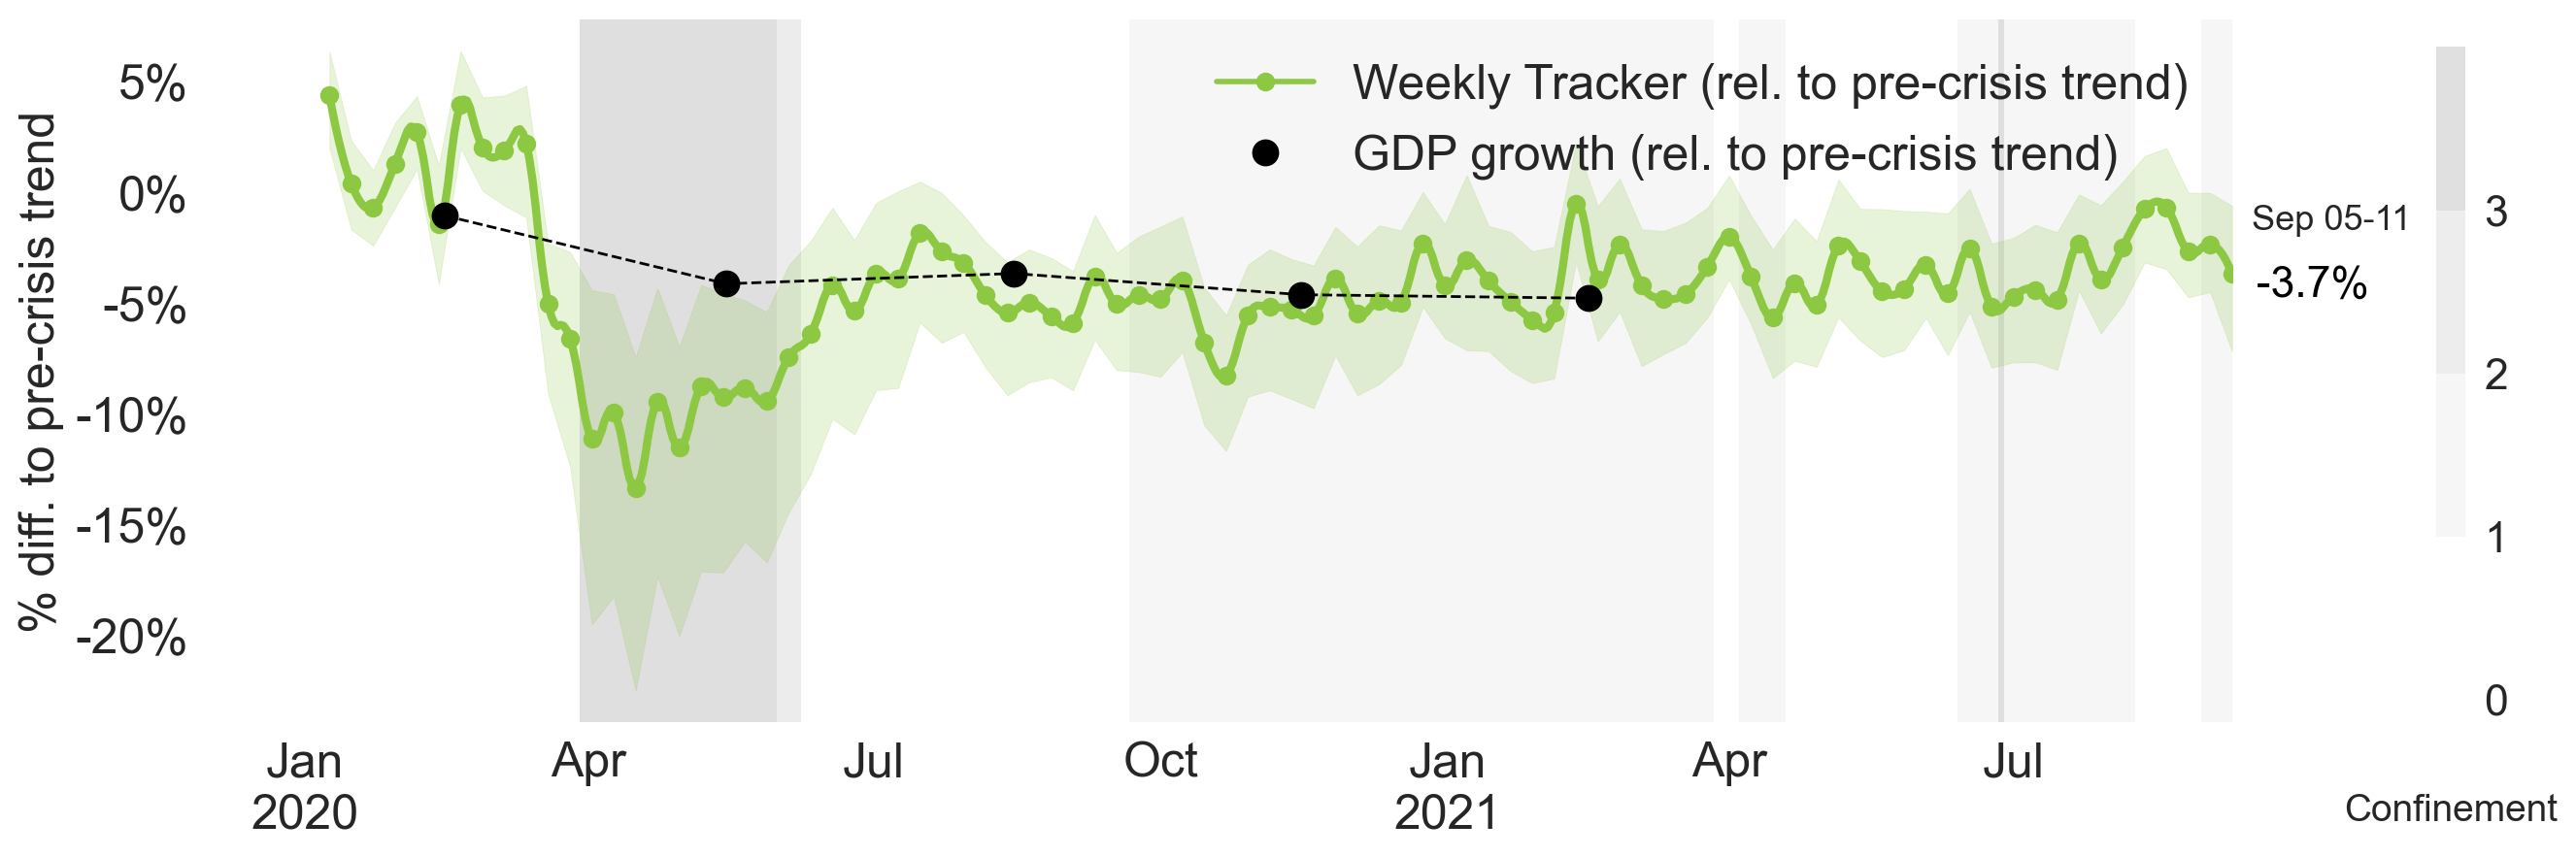 % diff. to pre-crisis trend
5%
0%
-5%
-10%
-15%
-20%
Weekly Tracker (rel. to pre-crisis trend)
GDP growth (rel. to pre-crisis trend)
Sep 05-11
-3.7%
3
2
1
0
Jan
2020
Apr
Jul
Oct
Jan
2021
Apr
Jul
Confinement